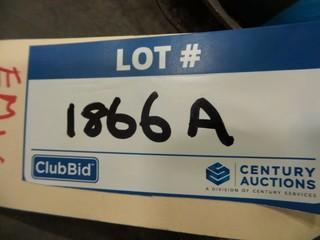 LOT #
1866 A
ClubBid
CENTURY
AUCTIONS
A DIVISION OF CENTURY SERVICES